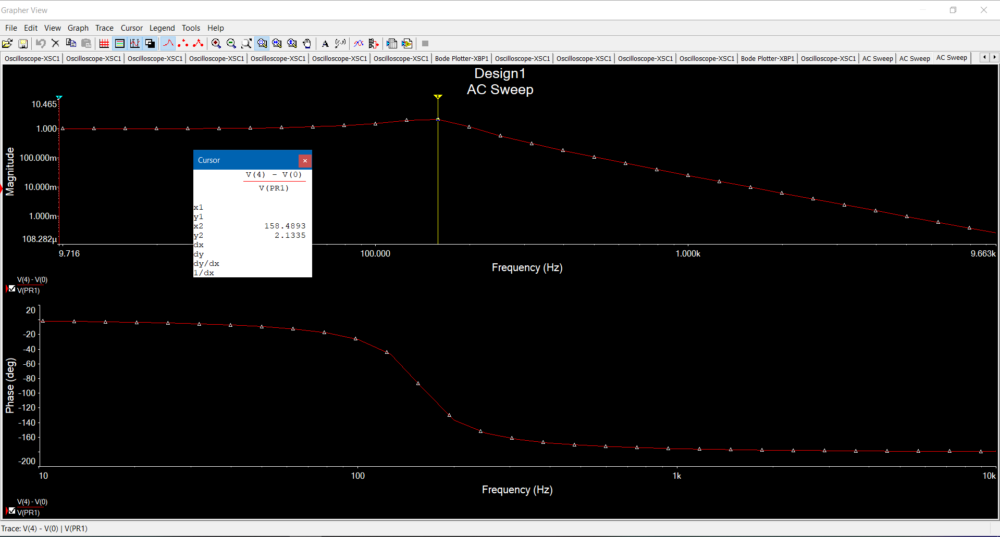 Grapher View
File Edit View Graph Trace Cursor Legend Tools Help
Oscilloscope-XSC1 Oscilloscope-XSC1 Oscilloscope-XSC1 Oscilloscope-XSC1 Oscilloscope-XSC1 Oscilloscope-XSC1 Oscilloscope-XSC1 Bode Plotter-XBP1 Oscilloscope-XSC1 Oscilloscope-XSC1 Oscilloscope-XSC1 Oscilloscope-XSC1 Bode Plotter-XBP1 Oscilloscope-XSC1 AC Sweep AC Sweep AC Sweep
Design1
AC Sweep
10.465
1.000
100.000m
10.000m
1.000m
108.282µ
Magnitude
9.716 100.000 1.000k 9.663k
Frequency (Hz)
Cursor
V(4) - V(0)
V(PR1)
x1
y1
x2 158.4893
y2 2.1335
dx
dy
dy/dx
1/dx
V(4) - V(0)
V(PR1)
20
-20
-40
-60
-80
-100
-120
-140
-160
-200
Phase (deg)
10 100 1k 10k
Frequency (Hz)
V(4) - V(0)
V(PR1)
Trace: V(4) - V(0) | V(PR1)